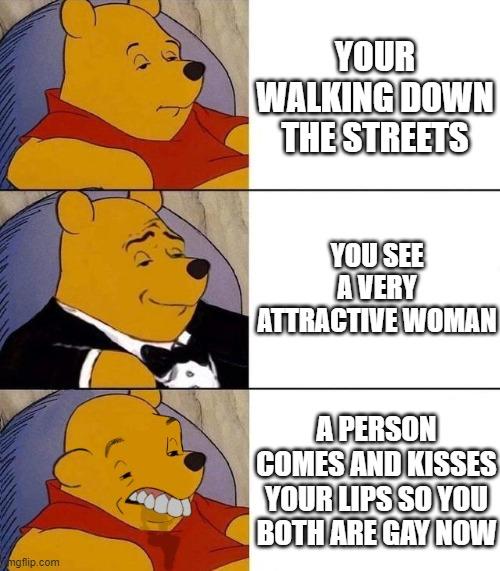 YOUR
WALKING DOWN
THE STREETS
YOU SEE
A VERY
ATTRACTIVE WOMAN
A PERSON
COMES AND KISSES
YOUR LIPS SO YOU
BOTH ARE GAY NOW
imgflip.com